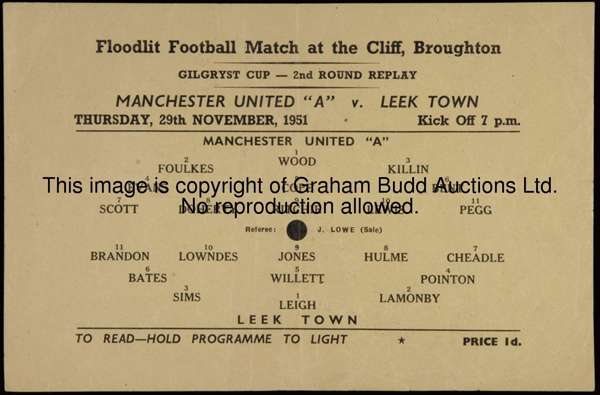 Floodlit Football Match at the Cliff, Broughton
GILGRYST CUP — 2nd ROUND REPLAY
MANCHESTER UNITED "A" v. LEEK TOWN
THURSDAY, 29th NOVEMBER, 1951 Kick Off 7 p.m.
MANCHESTER UNITED "A"
1
WOOD
2 3
FOULKES KILLIN
4
This image is copyright of Graham Budd Auctions Ltd.
No reproduction allowed.
7 10 11
SCOTT PEGG
Referee: J. LOWE (Sale)
11 10 9 8 7
BRANDON LOWNDES JONES HULME CHEADLE
6 5 4
BATES WILLETT POINTON
3 1 2
SIMS LEIGH LAMONBY
LEEK TOWN
TO READ—HOLD PROGRAMME TO LIGHT ★ PRICE 1d.